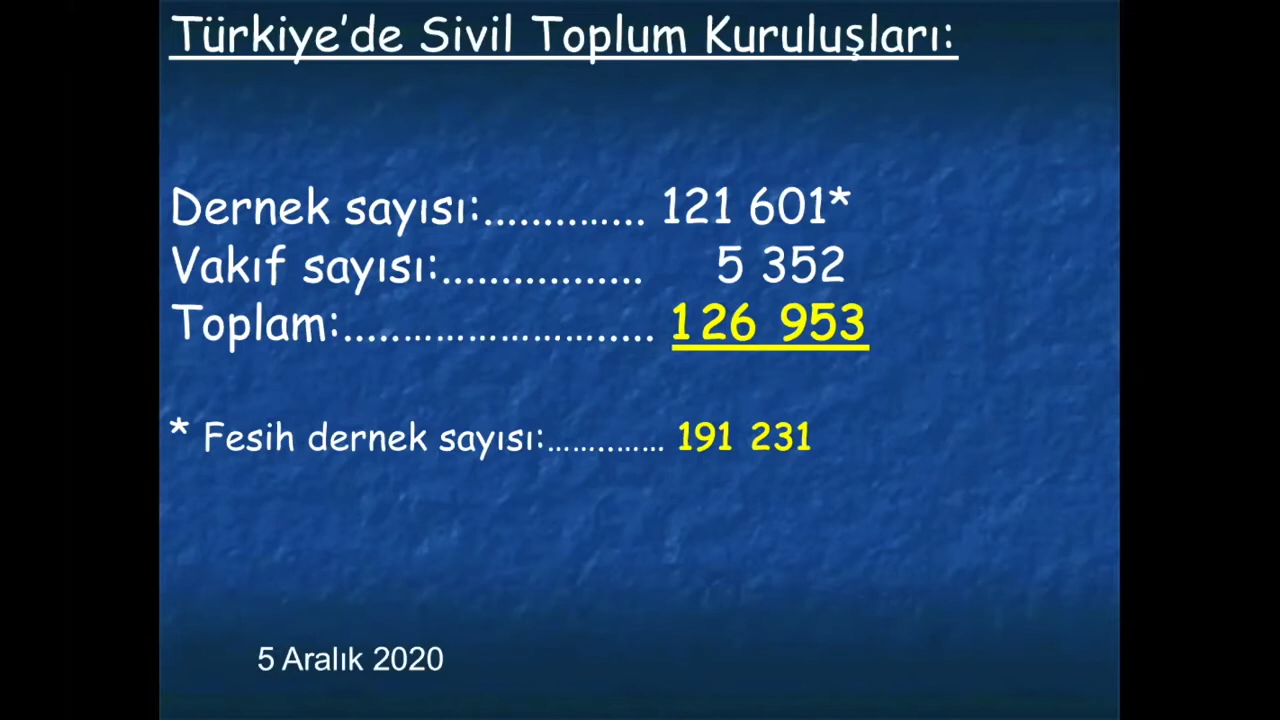 Türkiye’de Sivil Toplum Kuruluşları:
Dernek sayısı:.............. 121 601*
Vakıf sayısı:................. 5 352
Toplam:.......................... 126 953
* Fesih dernek sayısı:............. 191 231
5 Aralık 2020